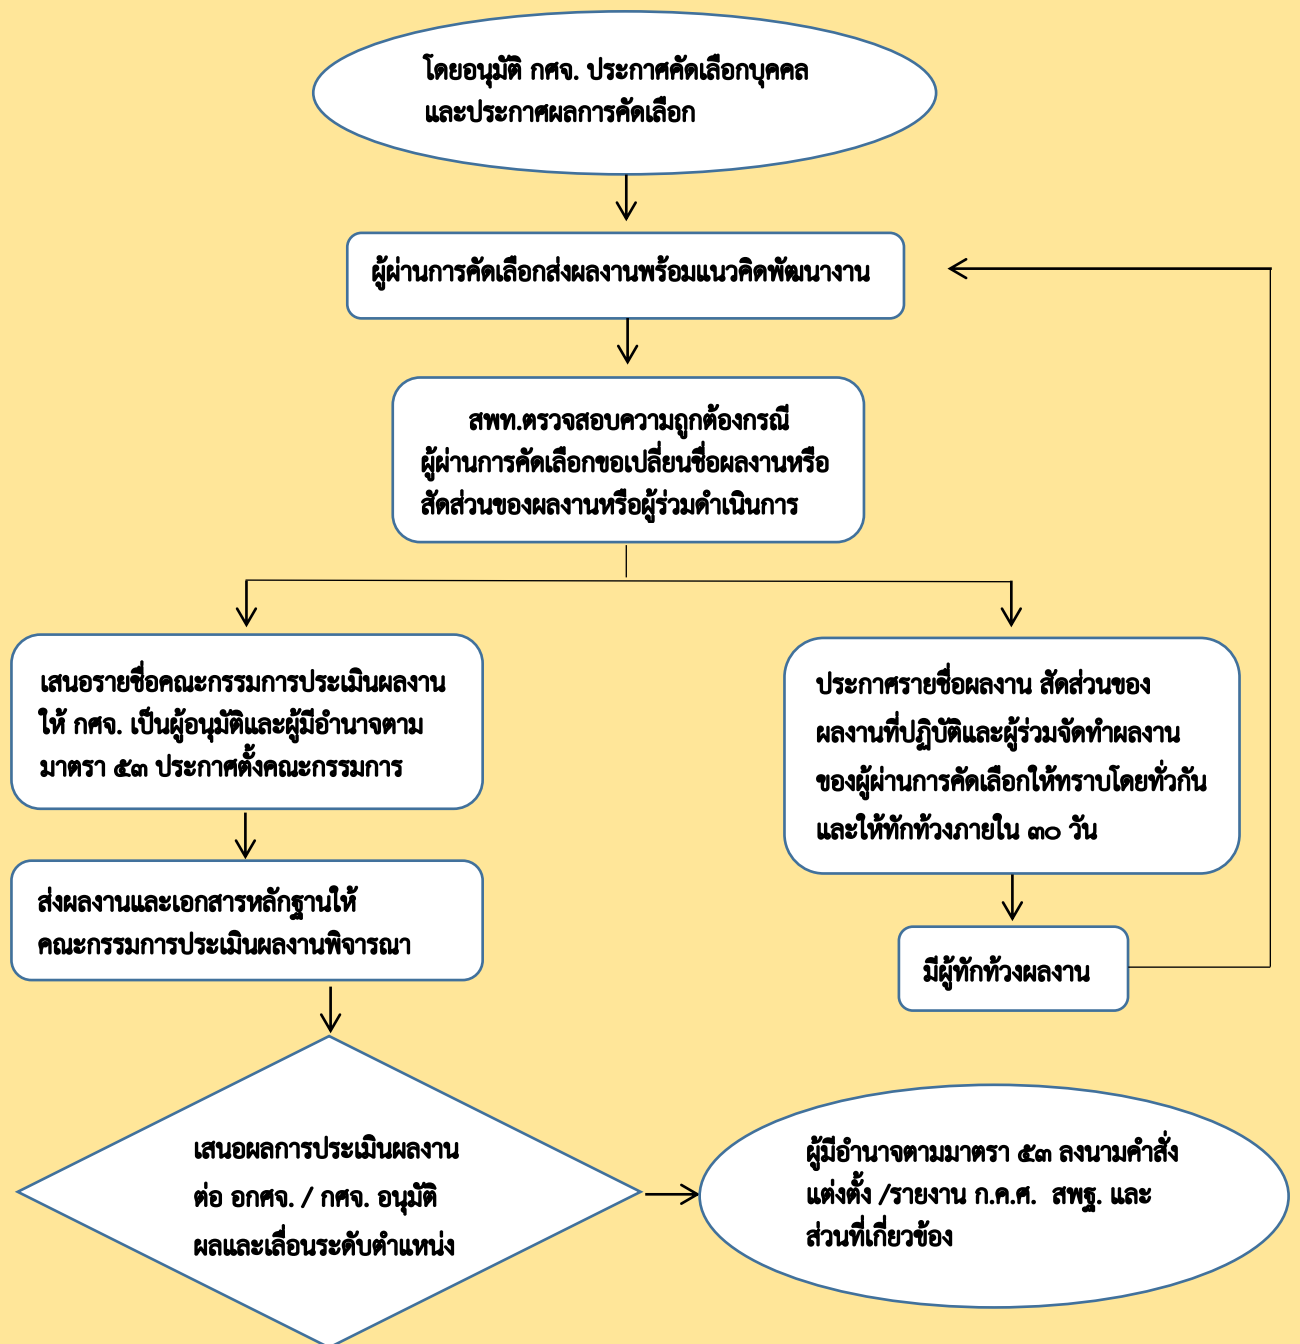 โดยอนุมัติ กศจ. ประกาศคัดเลือกบุคคล
และประกาศผลการคัดเลือก
ผู้ผ่านการคัดเลือกส่งผลงานพร้อมแนวคิดพัฒนางาน
สพท.ตรวจสอบความถูกต้องกรณี
ผู้ผ่านการคัดเลือกขอเปลี่ยนชื่อผลงานหรือ
สัดส่วนของผลงานหรือผู้ร่วมดำเนินการ
เสนอรายชื่อคณะกรรมการประเมินผลงาน
ให้ กศจ. เป็นผู้อนุมัติและผู้มีอำนาจตาม
มาตรา ๕๓ ประกาศตั้งคณะกรรมการ
ประกาศรายชื่อผลงาน สัดส่วนของ
ผลงานที่ปฏิบัติและผู้ร่วมจัดทำผลงาน
ของผู้ผ่านการคัดเลือกให้ทราบโดยทั่วกัน
และให้ทักท้วงภายใน ๓๐ วัน
ส่งผลงานและเอกสารหลักฐานให้
คณะกรรมการประเมินผลงานพิจารณา
มีผู้ทักท้วงผลงาน
เสนอผลการประเมินผลงาน
ต่อ อกศจ. / กศจ. อนุมัติ
ผลและเลื่อนระดับตำแหน่ง
ผู้มีอำนาจตามมาตรา ๕๓ ลงนามคำสั่ง
แต่งตั้ง /รายงาน ก.ค.ศ. สพฐ. และ
ส่วนที่เกี่ยวข้อง